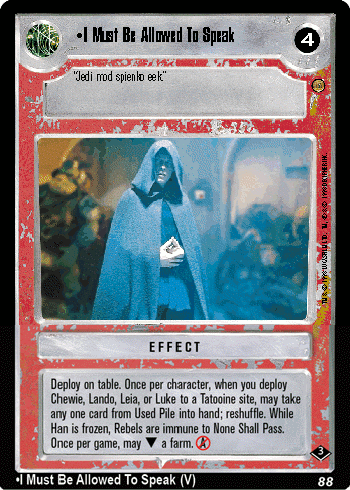 •I Must Be Allowed To Speak
4
"Jedi mod spienko eek."
EFFECT
Deploy on table. Once per character, when you deploy
Chewie, Lando, Leia, or Luke to a Tatooine site, may take
any one card from Used Pile into hand; reshuffle. While
Han is frozen, Rebels are immune to None Shall Pass.
Once per game, may ▼ a farm. A
3
•I Must Be Allowed To Speak (V)
88